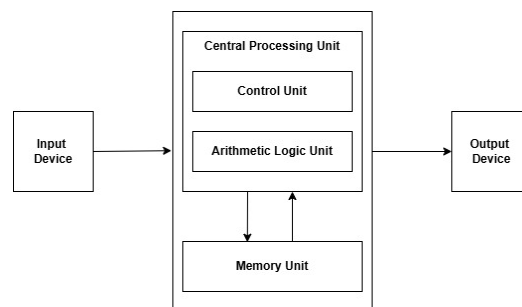 Central Processing Unit
Control Unit
Input
Device
Arithmetic Logic Unit
Output
Device
Memory Unit